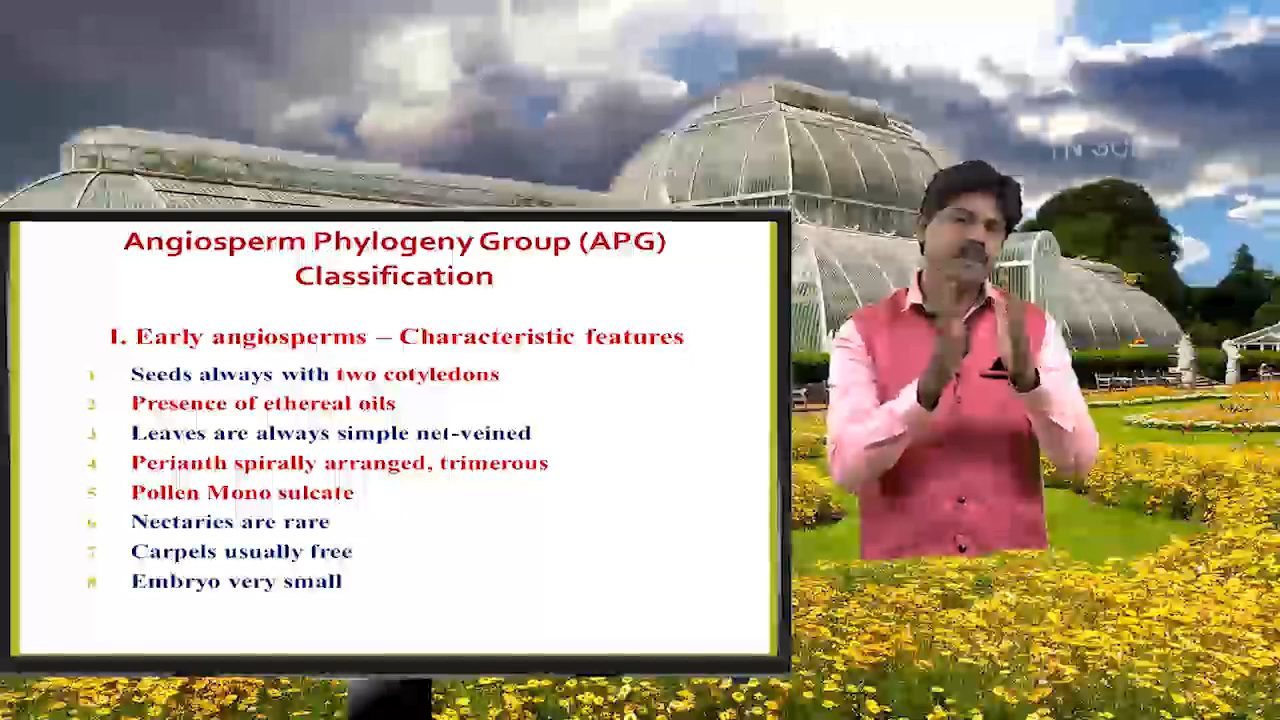 Angiosperm Phylogeny Group (APG)
Classification
I. Early angiosperms – Characteristic features
1 Seeds always with two cotyledons
2 Presence of ethereal oils
3 Leaves are always simple net-veined
4 Perianth spirally arranged, trimerous
5 Pollen Mono sulcate
6 Nectaries are rare
7 Carpels usually free
8 Embryo very small